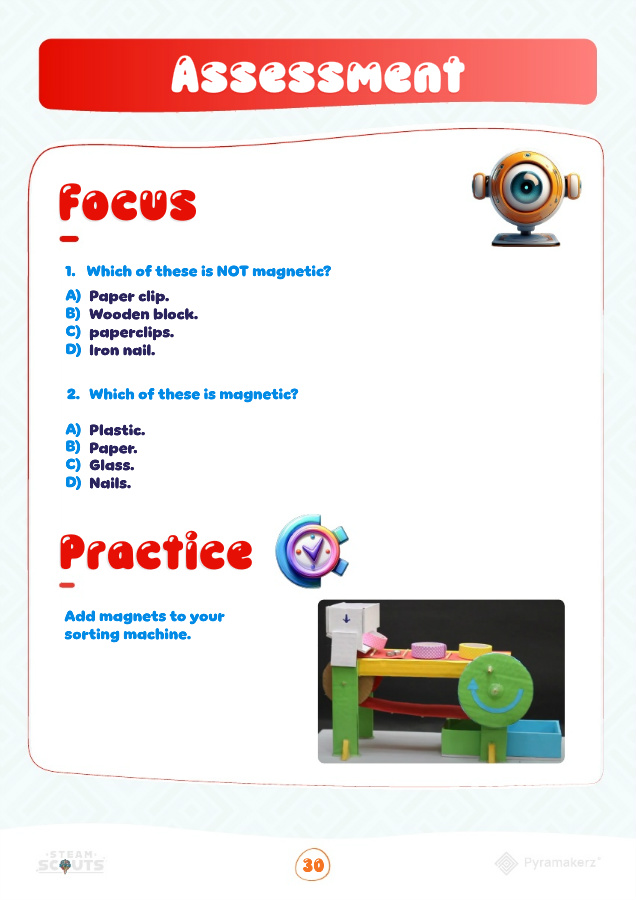 Assessment
Focus
1. Which of these is NOT magnetic?
A) Paper clip.
B) Wooden block.
C) paperclips.
D) Iron nail.
2. Which of these is magnetic?
A) Plastic.
B) Paper.
C) Glass.
D) Nails.
Practice
Add magnets to your
sorting machine.
STEAM
SCOUTS
30
Pyramakerz